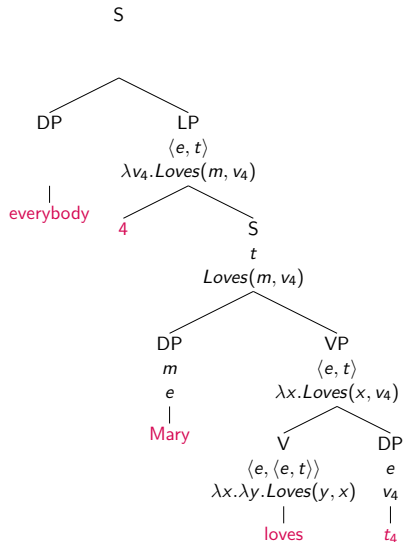 S
DP LP
⟨e, t⟩
λv₄.Loves(m, v₄)
everybody 4 S
t
Loves(m, v₄)
DP VP
m ⟨e, t⟩
e λx.Loves(x, v₄)
Mary V DP
⟨e, ⟨e, t⟩⟩ e
λx.λy.Loves(y, x) v₄
loves t₄